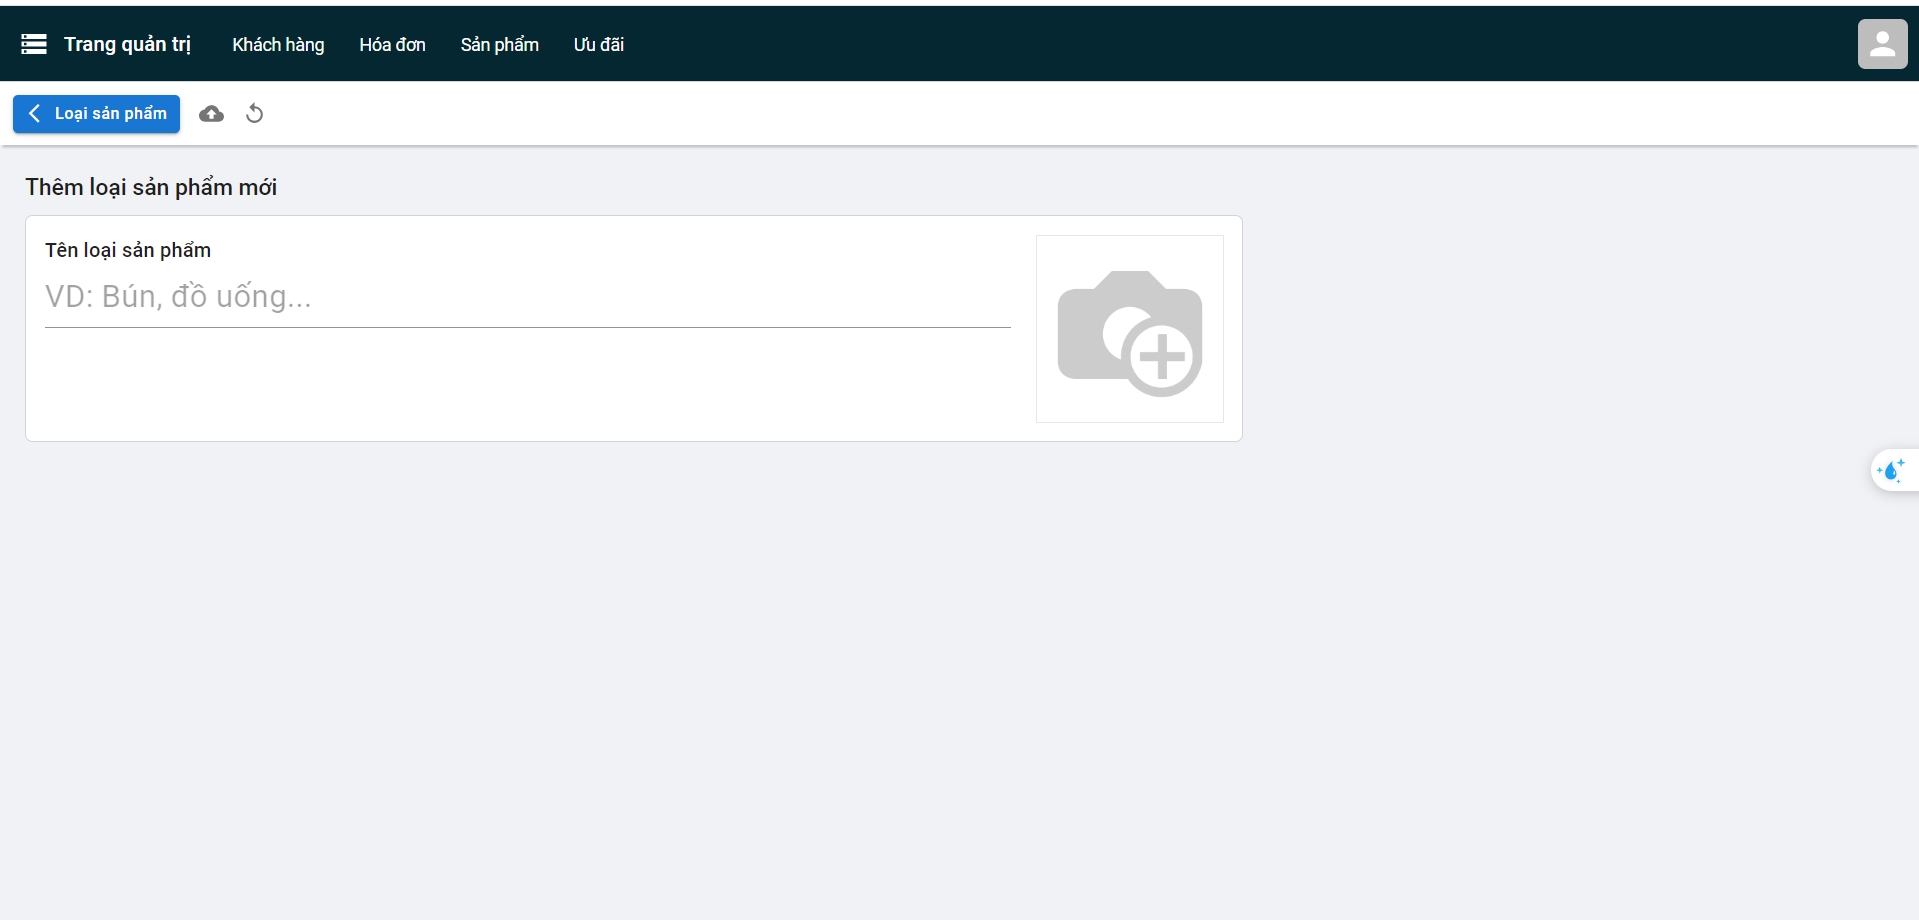 Trang quản trị Khách hàng Hóa đơn Sản phẩm Ưu đãi
Loại sản phẩm
Thêm loại sản phẩm mới
Tên loại sản phẩm
VD: Bún, đồ uống...